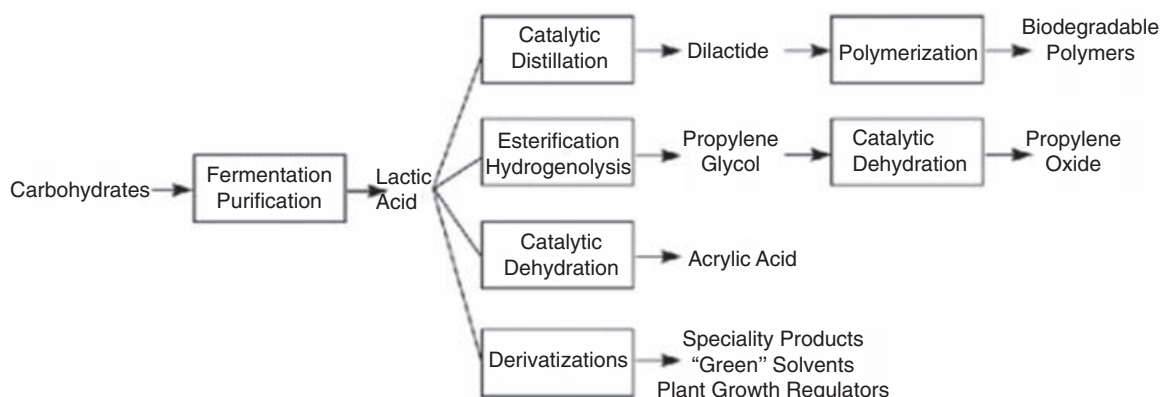 Carbohydrates
Fermentation
Purification
Lactic
Acid
Catalytic
Distillation
Dilactide
Polymerization
Biodegradable
Polymers
Esterification
Hydrogenolysis
Propylene
Glycol
Catalytic
Dehydration
Propylene
Oxide
Catalytic
Dehydration
Acrylic Acid
Derivatizations
Speciality Products
“Green” Solvents
Plant Growth Regulators